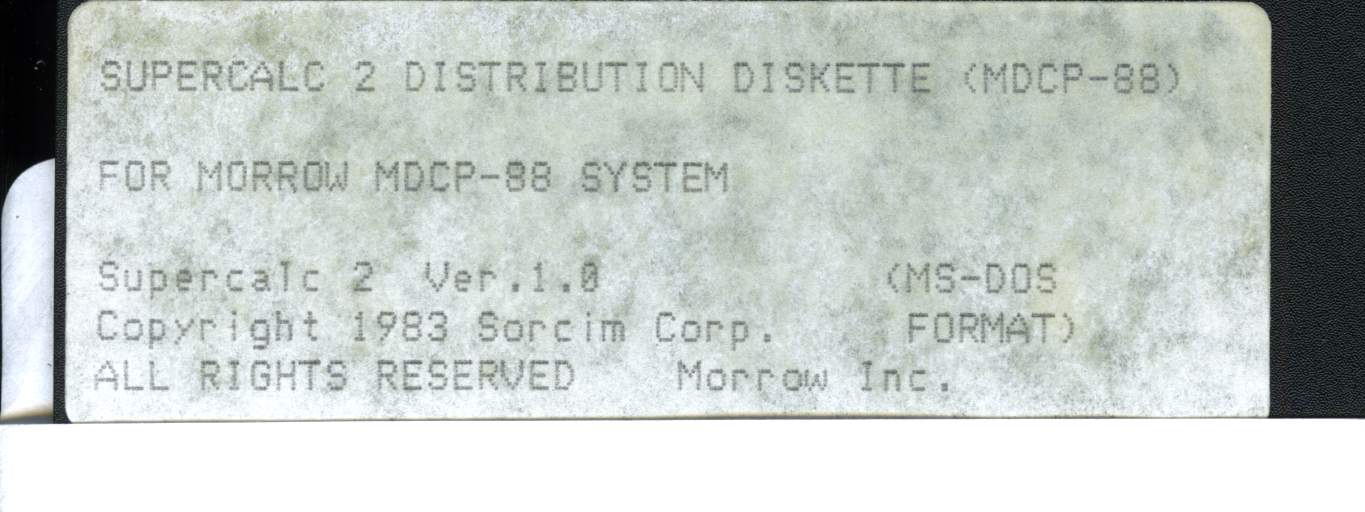 SUPERCALC 2 DISTRIBUTION DISKETTE (MDCP-88)
FOR MORROW MDCP-88 SYSTEM
Supercalc 2 Ver.1.0 (MS-DOS
Copyright 1983 Sorcim Corp. FORMAT)
ALL RIGHTS RESERVED Morrow Inc.